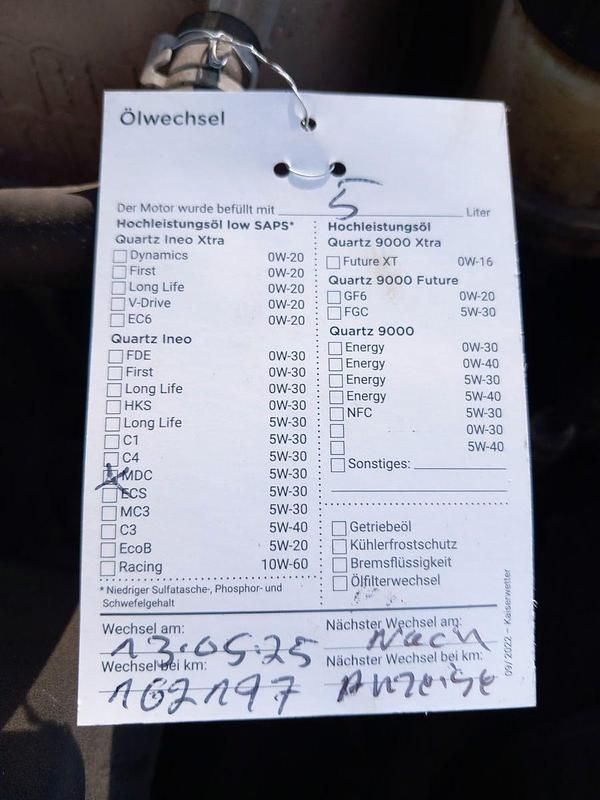 Ölwechsel
Der Motor wurde befüllt mit 5 Liter
Hochleistungsöl low SAPS*
Quartz Ineo Xtra
Dynamics 0W-20
First 0W-20
Long Life 0W-20
V-Drive 0W-20
EC6 0W-20
Quartz Ineo
FDE 0W-30
First 0W-30
Long Life 0W-30
HKS 0W-30
Long Life 5W-30
C1 5W-30
C4 5W-30
MDC 5W-30
ECS 5W-30
MC3 5W-30
C3 5W-40
EcoB 5W-20
Racing 10W-60
* Niedriger Sulfatasche-, Phosphor- und
Schwefelgehalt
Hochleistungsöl
Quartz 9000 Xtra
Future XT 0W-16
Quartz 9000 Future
GF6 0W-20
FGC 5W-30
Quartz 9000
Energy 0W-30
Energy 0W-40
Energy 5W-30
Energy 5W-40
NFC 5W-30
0W-30
5W-40
Sonstiges:
Getriebeöl
Kühlerfrostschutz
Bremsflüssigkeit
Ölfilterwechsel
Wechsel am:
13.05.25
Wechsel bei km:
162197
Nächster Wechsel am:
Nach
Nächster Wechsel bei km:
Anzeige
09/2022 – Kaiserwetter